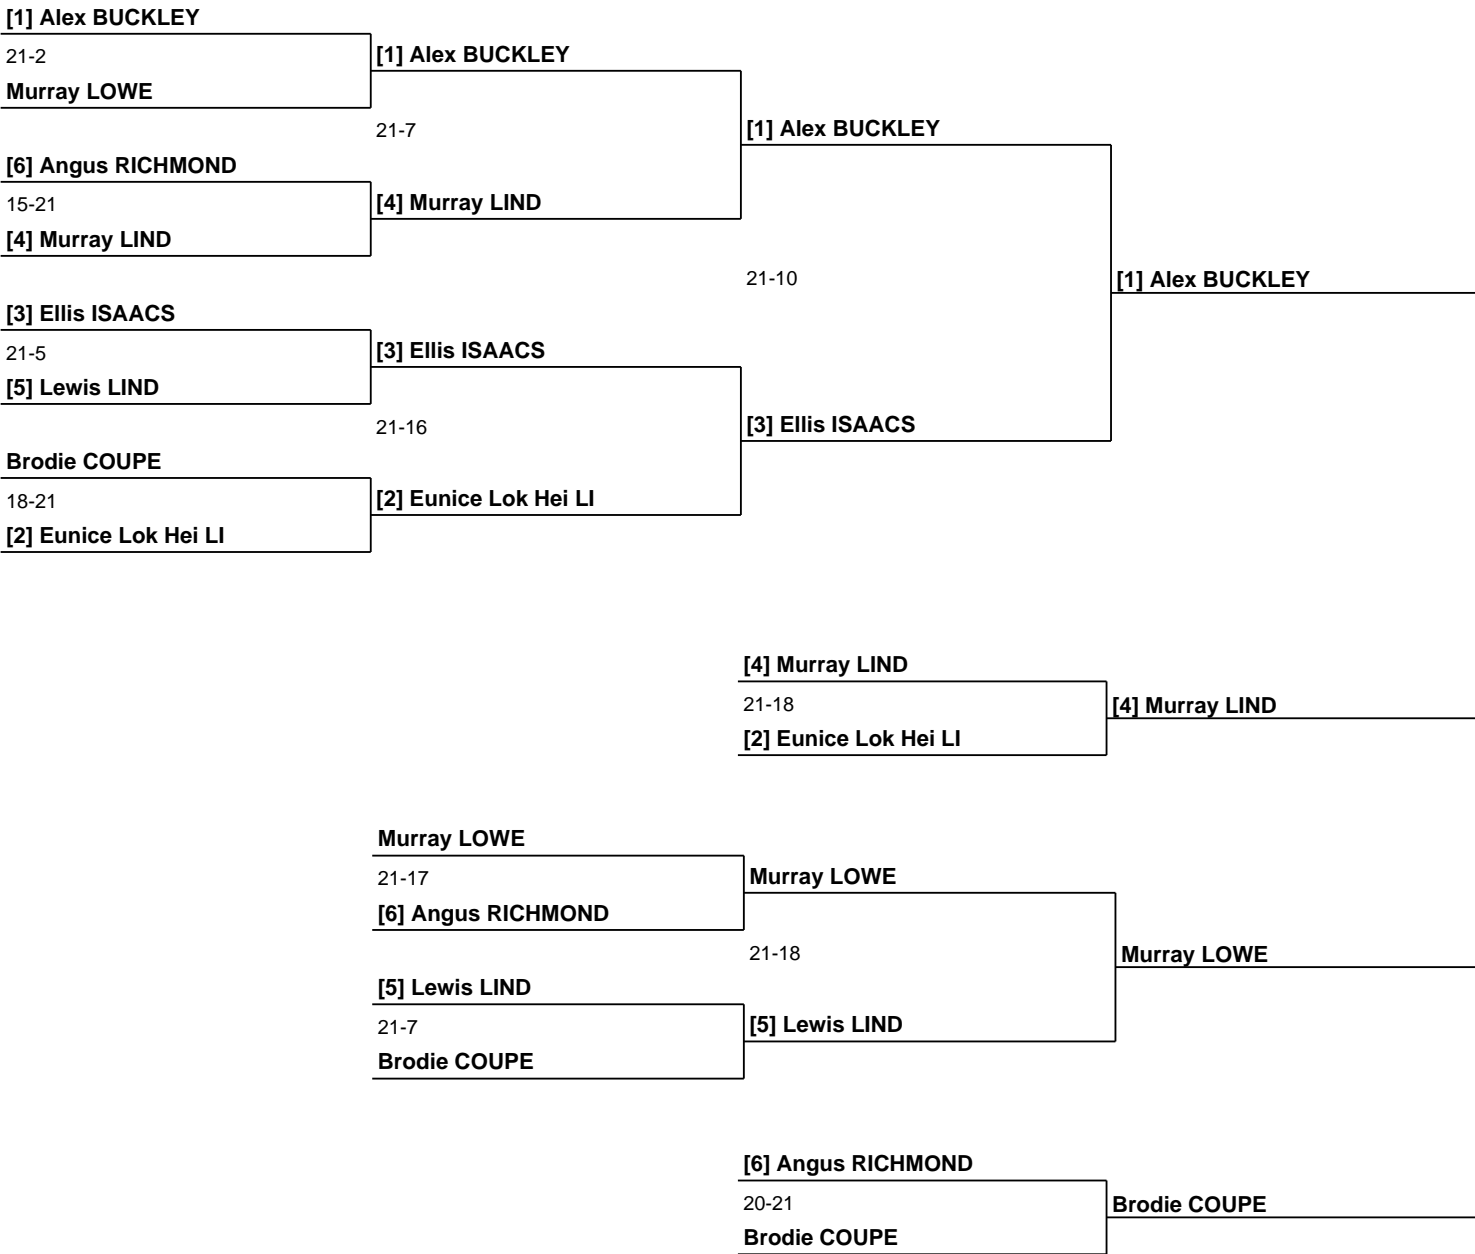 [1] Alex BUCKLEY
21-2
[1] Alex BUCKLEY
Murray LOWE
21-7
[1] Alex BUCKLEY
[6] Angus RICHMOND
15-21
[4] Murray LIND
[4] Murray LIND
21-10
[1] Alex BUCKLEY
[3] Ellis ISAACS
21-5
[3] Ellis ISAACS
[5] Lewis LIND
21-16
[3] Ellis ISAACS
Brodie COUPE
18-21
[2] Eunice Lok Hei LI
[2] Eunice Lok Hei LI
[4] Murray LIND
21-18
[4] Murray LIND
[2] Eunice Lok Hei LI
Murray LOWE
21-17
Murray LOWE
[6] Angus RICHMOND
21-18
Murray LOWE
[5] Lewis LIND
21-7
[5] Lewis LIND
Brodie COUPE
[6] Angus RICHMOND
20-21
Brodie COUPE
Brodie COUPE